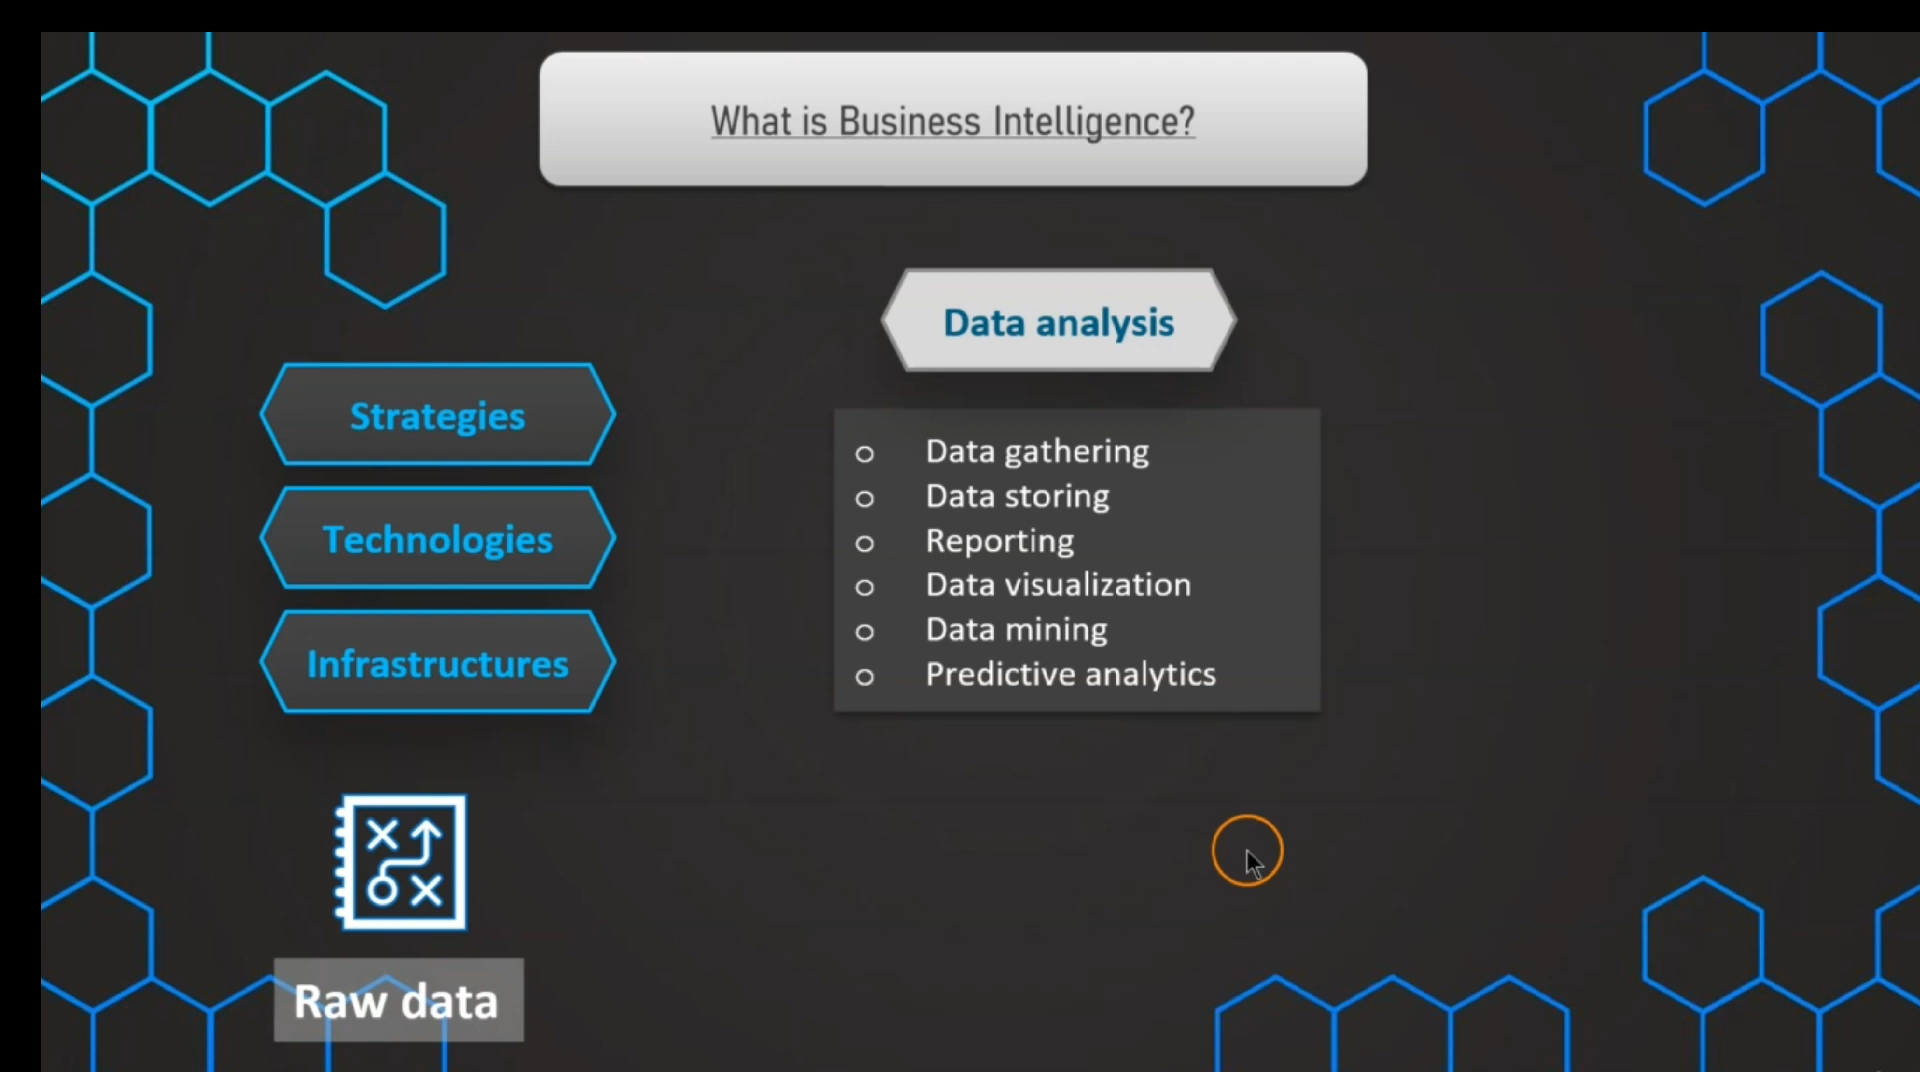 What is Business Intelligence?
Strategies
Technologies
Infrastructures
Raw data
Data analysis
o Data gathering
o Data storing
o Reporting
o Data visualization
o Data mining
o Predictive analytics